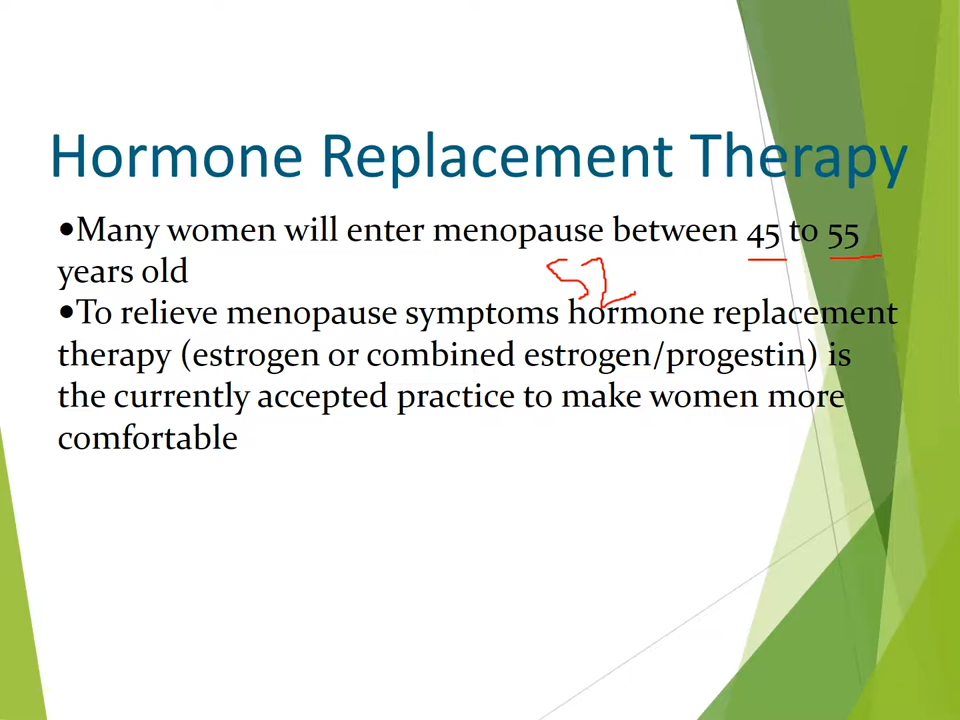 Hormone Replacement Therapy
•Many women will enter menopause between 45 to 55
years old
52
•To relieve menopause symptoms hormone replacement
therapy (estrogen or combined estrogen/progestin) is
the currently accepted practice to make women more
comfortable